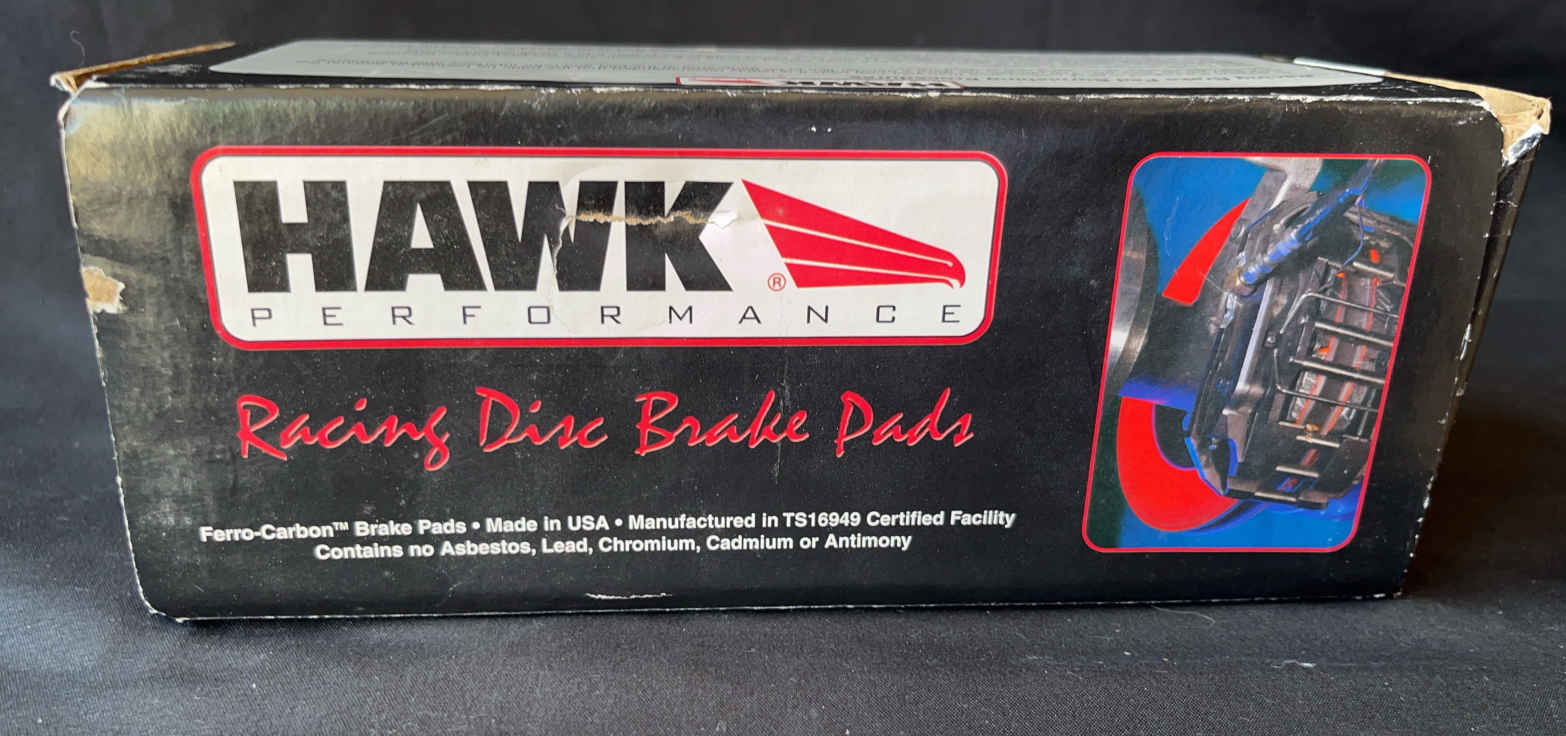 HAWK®
PERFORMANCE
Racing Disc Brake Pads
Ferro-Carbon™ Brake Pads • Made in USA • Manufactured in TS16949 Certified Facility
Contains no Asbestos, Lead, Chromium, Cadmium or Antimony